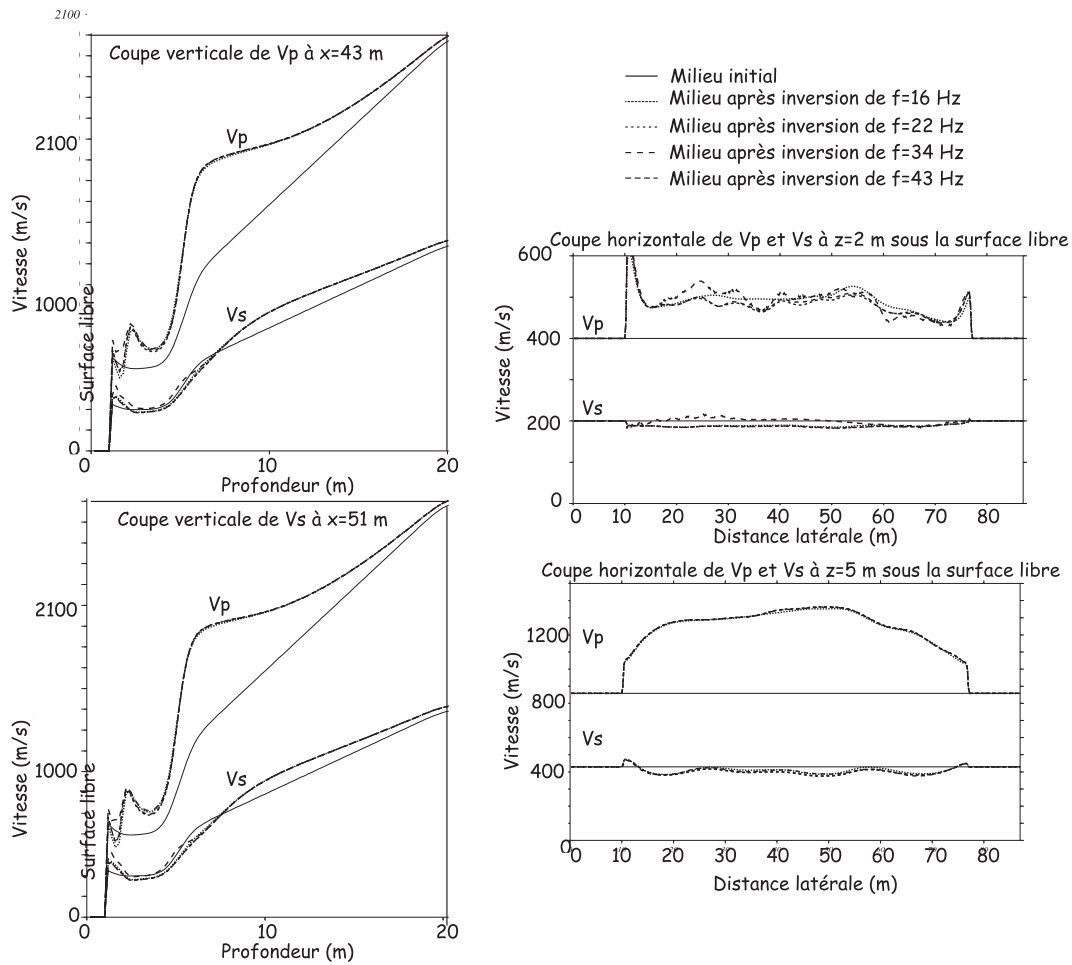 2100
Coupe verticale de Vp à x=43 m
2100
1000
0
Vitesse (m/s)
Surface libre
Vp
Vs
0 10 20
Profondeur (m)
Coupe verticale de Vs à x=51 m
2100
1000
0
Vitesse (m/s)
Surface libre
Vp
Vs
0 10 20
Profondeur (m)
Milieu initial
Milieu après inversion de f=16 Hz
Milieu après inversion de f=22 Hz
Milieu après inversion de f=34 Hz
Milieu après inversion de f=43 Hz
Coupe horizontale de Vp et Vs à z=2 m sous la surface libre
600
400
200
0
Vitesse (m/s)
Vp
Vs
0 10 20 30 40 50 60 70 80
Distance latérale (m)
Coupe horizontale de Vp et Vs à z=5 m sous la surface libre
1200
800
400
0
Vitesse (m/s)
Vp
Vs
0 10 20 30 40 50 60 70 80
Distance latérale (m)